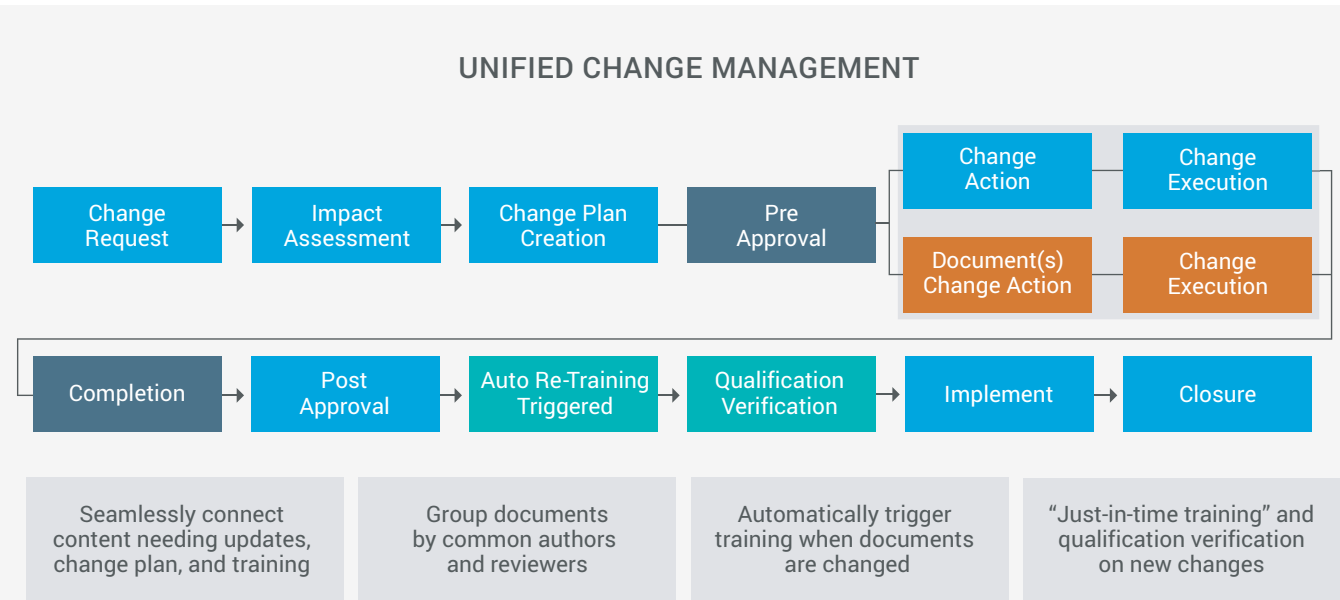 UNIFIED CHANGE MANAGEMENT
Change
Request
Impact
Assessment
Change Plan
Creation
Pre
Approval
Change
Action
Change
Execution
Document(s)
Change Action
Change
Execution
Completion
Post
Approval
Auto Re-Training
Triggered
Qualification
Verification
Implement
Closure
Seamlessly connect
content needing updates,
change plan, and training
Group documents
by common authors
and reviewers
Automatically trigger
training when documents
are changed
“Just-in-time training” and
qualification verification
on new changes